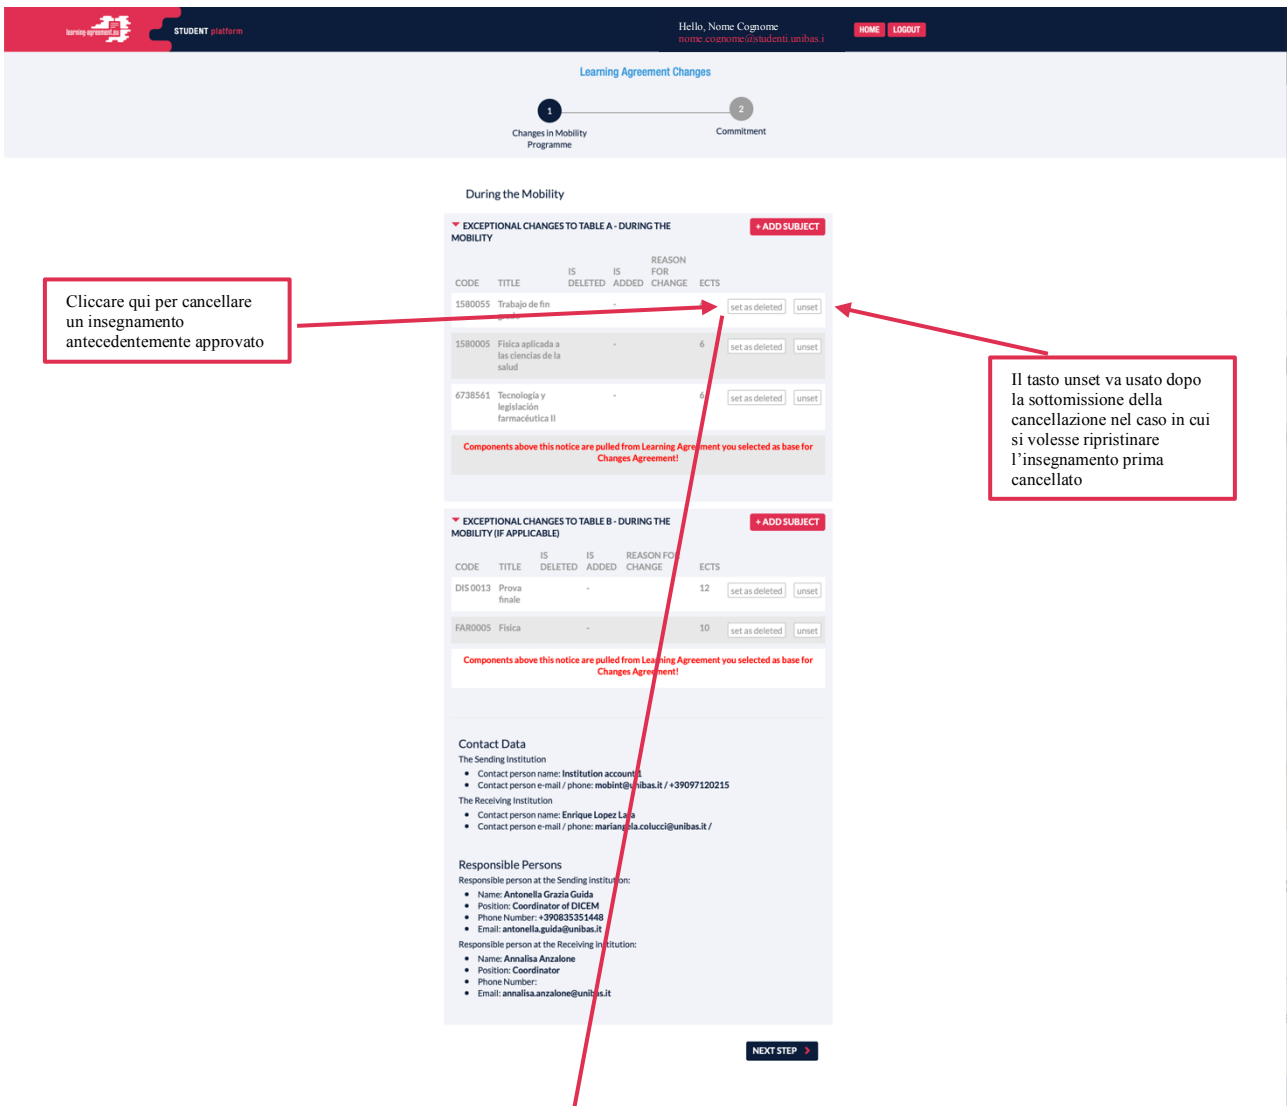 learning-agreement.eu
STUDENT platform
Hello, Nome Cognome
nome.cognome@studenti.unibas.i
HOME LOGOUT
Learning Agreement Changes
1
2
Changes in Mobility
Programme
Commitment
During the Mobility
EXCEPTIONAL CHANGES TO TABLE A - DURING THE
MOBILITY
+ ADD SUBJECT
CODE TITLE IS DELETED IS ADDED REASON FOR CHANGE ECTS
1580055 Trabajo de fin - set as deleted unset
1580005 Física aplicada a - 6 set as deleted unset
las ciencias de la
salud
6738561 Tecnología y - 6 set as deleted unset
legislación
farmacéutica II
Components above this notice are pulled from Learning Agreement you selected as base for
Changes Agreement!
Cliccare qui per cancellare
un insegnamento
antecedentemente approvato
Il tasto unset va usato dopo
la sottomissione della
cancellazione nel caso in cui
si volesse ripristinare
l’insegnamento prima
cancellato
EXCEPTIONAL CHANGES TO TABLE B - DURING THE
MOBILITY (IF APPLICABLE)
+ ADD SUBJECT
CODE TITLE IS DELETED IS ADDED REASON FOR CHANGE ECTS
DIS 0013 Prova - 12 set as deleted unset
finale
FAR0005 Fisica - 10 set as deleted unset
Components above this notice are pulled from Learning Agreement you selected as base for
Changes Agreement!
Contact Data
The Sending Institution
• Contact person name: Institution account 1
• Contact person e-mail / phone: mobint@unibas.it / +39097120215
The Receiving Institution
• Contact person name: Enrique Lopez Lara
• Contact person e-mail / phone: mariangela.colucci@unibas.it /
Responsible Persons
Responsible person at the Sending institution:
• Name: Antonella Grazia Guida
• Position: Coordinator of DICEM
• Phone Number: +390835351448
• Email: antonella.guida@unibas.it
Responsible person at the Receiving institution:
• Name: Annalisa Anzalone
• Position: Coordinator
• Phone Number:
• Email: annalisa.anzalone@unibas.it
NEXT STEP